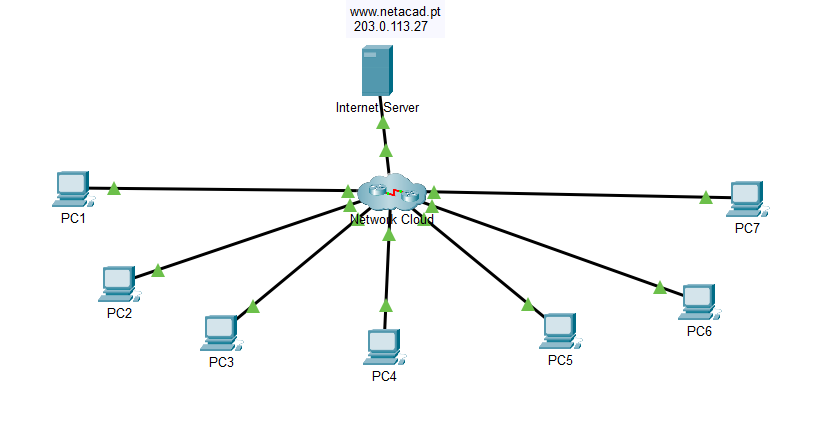 www.netacad.pt
203.0.113.27
Internet Server
PC1
Network Cloud
PC7
PC2
PC6
PC3
PC5
PC4